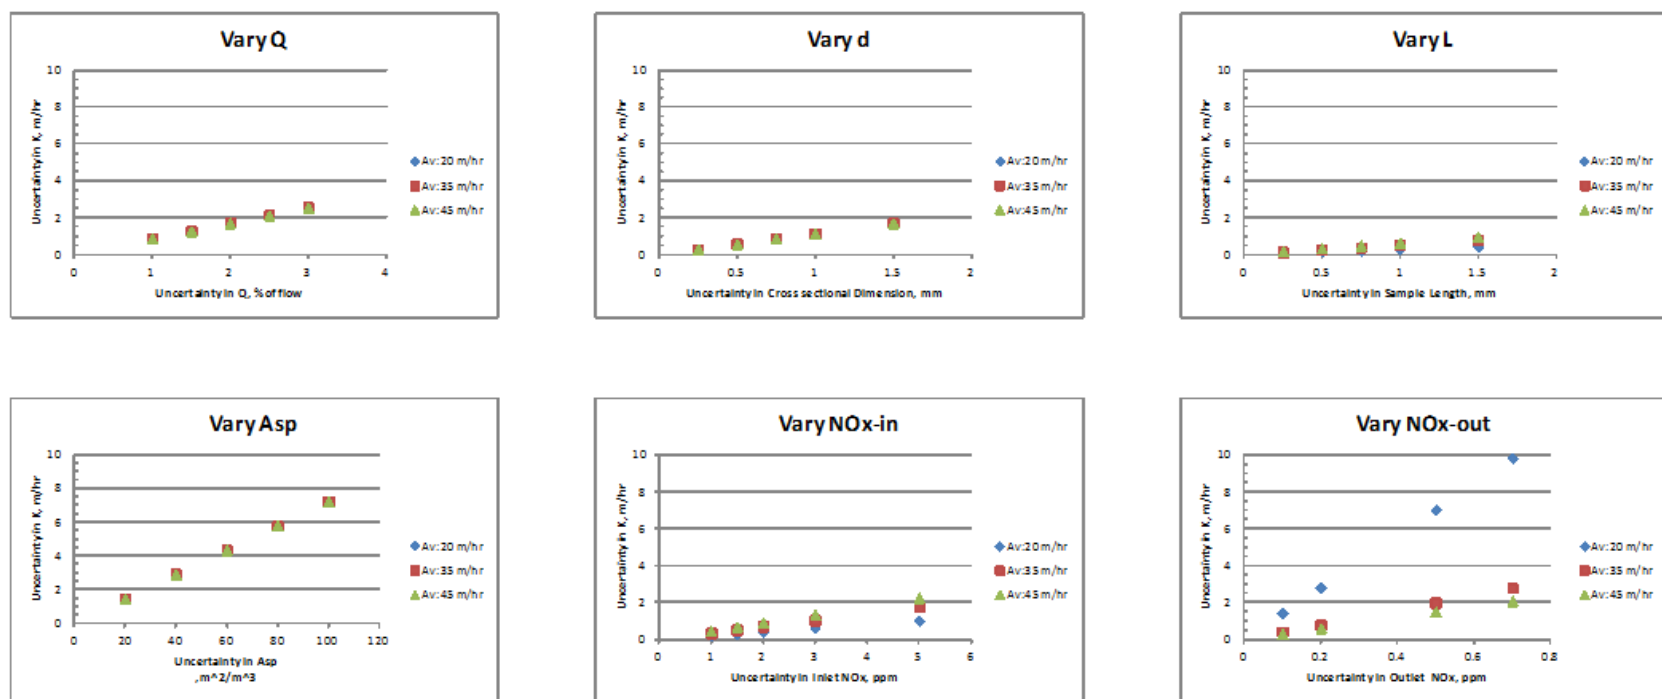 Vary Q
Uncertainty in K, m/hr
10
8
6
4
2
0
0 1 2 3 4
Uncertainty in Q, % of flow
Av:20 m/hr
Av:35 m/hr
Av:45 m/hr
Vary d
Uncertainty in K, m/hr
10
8
6
4
2
0
0 0.5 1 1.5 2
Uncertainty in Cross sectional Dimension, mm
Av:20 m/hr
Av:35 m/hr
Av:45 m/hr
Vary L
Uncertainty in K, m/hr
10
8
6
4
2
0
0 0.5 1 1.5 2
Uncertainty in Sample Length, mm
Av:20 m/hr
Av:35 m/hr
Av:45 m/hr
Vary Asp
Uncertainty in K, m/hr
10
8
6
4
2
0
0 20 40 60 80 100 120
Uncertainty in Asp
,m^2/m^3
Av:20 m/hr
Av:35 m/hr
Av:45 m/hr
Vary NOx-in
Uncertainty in K, m/hr
10
8
6
4
2
0
0 1 2 3 4 5 6
Uncertainty in Inlet NOx, ppm
Av:20 m/hr
Av:35 m/hr
Av:45 m/hr
Vary NOx-out
Uncertainty in K, m/hr
10
8
6
4
2
0
0 0.2 0.4 0.6 0.8
Uncertainty in Outlet NOx, ppm
Av:20 m/hr
Av:35 m/hr
Av:45 m/hr